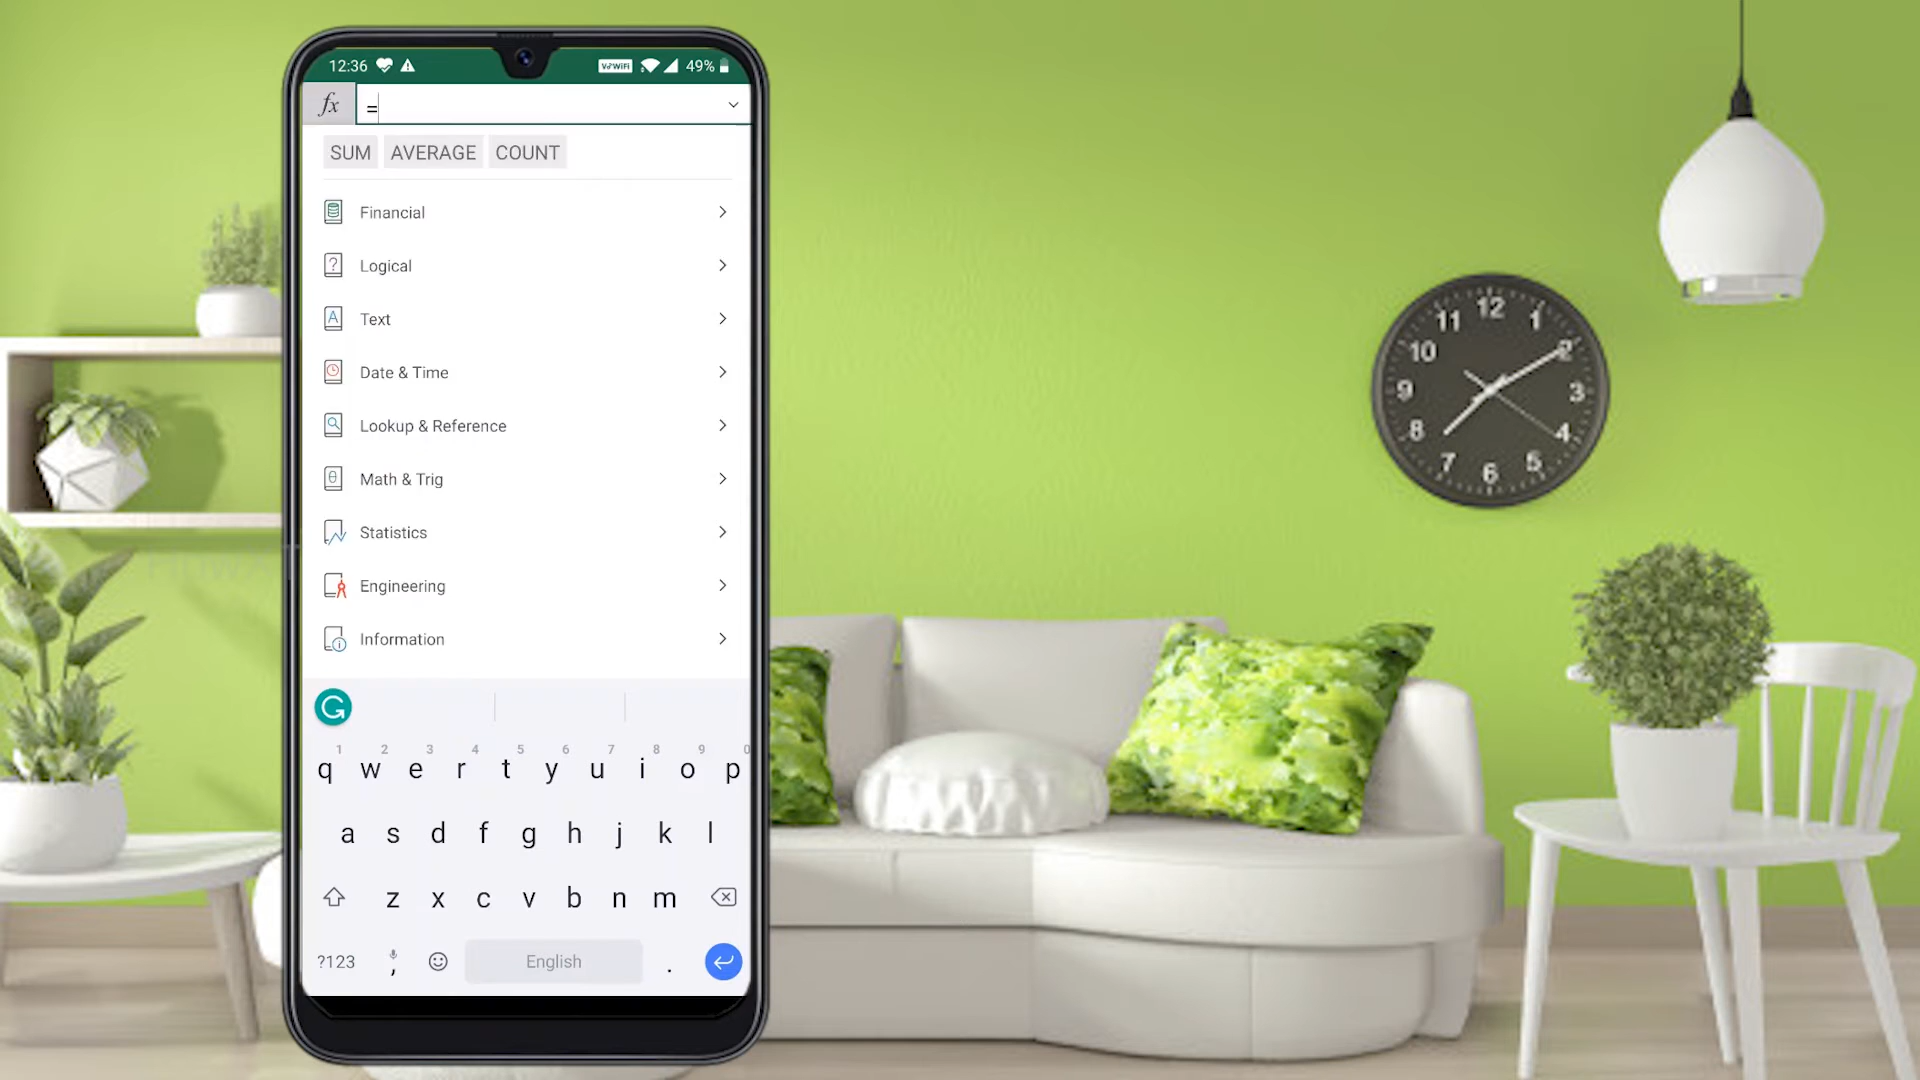 12:36 VoWiFi 49%
fx =
SUM AVERAGE COUNT
Financial
Logical
Text
Date & Time
Lookup & Reference
Math & Trig
Statistics
Engineering
Information
1 2 3 4 5 6 7 8 9 0
q w e r t y u i o p
a s d f g h j k l
z x c v b n m
?123 , English .
12
11 1
10 2
9 3
8 4
7 5
6